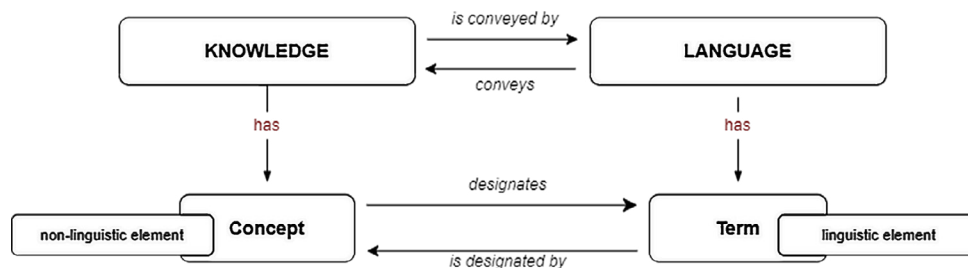 is conveyed by
KNOWLEDGE
LANGUAGE
conveys
has
has
designates
non-linguistic element
Concept
Term
linguistic element
is designated by